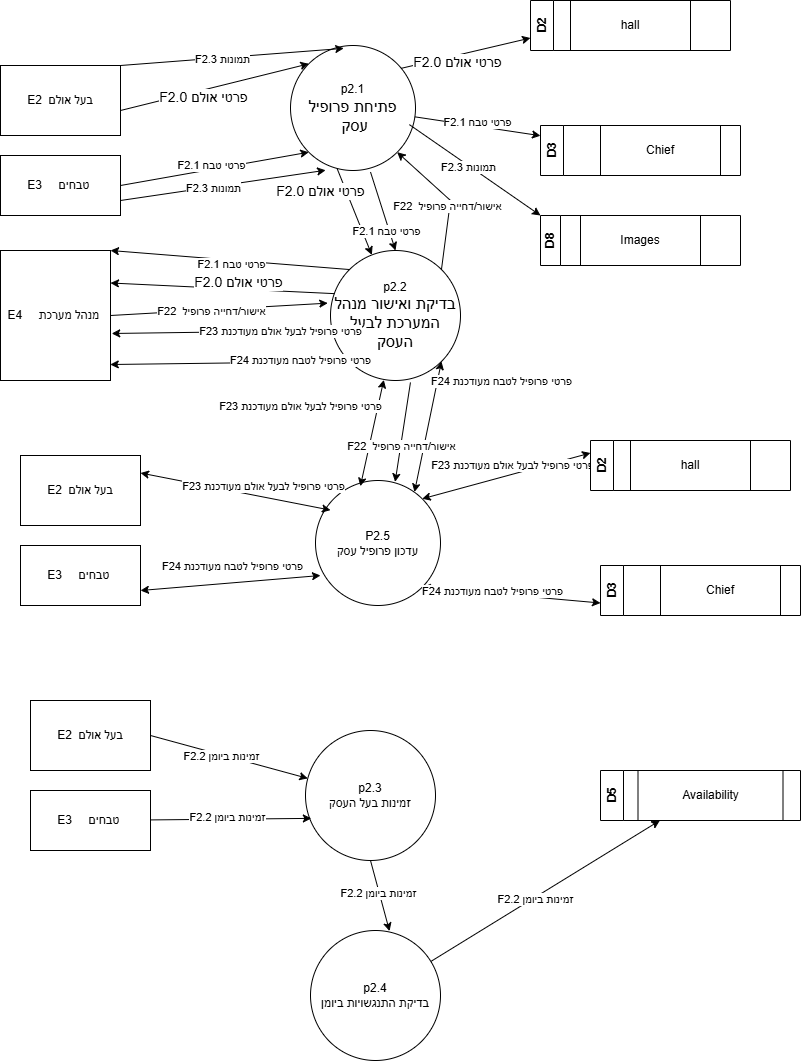 D2
hall
F2.3 תמונות
p2.1
פתיחת פרופיל
עסק
F2.0 פרטי אולם
E2 בעל אולם
F2.0 פרטי אולם
F2.1 פרטי טבח
D3
Chief
F2.1 פרטי טבח
F2.3 תמונות
E3 טבחים
F2.3 תמונות
F2.0 פרטי אולם
F22 אישור/דחייה פרופיל
D8
Images
F2.1 פרטי טבח
F2.1 פרטי טבח
F2.0 פרטי אולם
p2.2
בדיקת ואישור מנהל
המערכת לבעל
העסק
E4 מנהל מערכת
F22 אישור/דחייה פרופיל
F23 פרטי פרופיל לבעל אולם מעודכנת
F24 פרטי פרופיל לטבח מעודכנת
F24 פרטי פרופיל לטבח מעודכנת
F23 פרטי פרופיל לבעל אולם מעודכנת
F22 אישור/דחייה פרופיל
F23 פרטי פרופיל לבעל אולם מעודכנת
D2
hall
E2 בעל אולם
F23 פרטי פרופיל לבעל אולם מעודכנת
P2.5
עדכון פרופיל עסק
E3 טבחים
F24 פרטי פרופיל לטבח מעודכנת
F24 פרטי פרופיל לטבח מעודכנת
D3
Chief
E2 בעל אולם
F2.2 זמינות ביומן
p2.3
זמינות בעל העסק
D5
Availability
E3 טבחים
F2.2 זמינות ביומן
F2.2 זמינות ביומן
F2.2 זמינות ביומן
p2.4
בדיקת התנגשויות ביומן